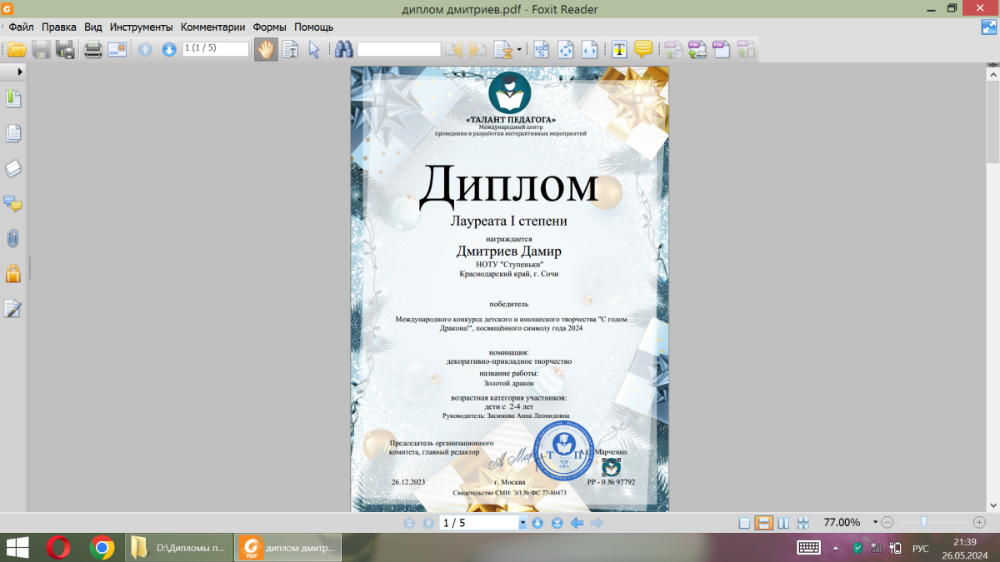 диплом дмитриев.pdf - Foxit Reader
Файл Правка Вид Инструменты Комментарии Формы Помощь
1 (1 / 5)
«ТАЛАНТ ПЕДАГОГА»
Международный центр
проведения и разработки интерактивных мероприятий
Диплом
Лауреата I степени
награждается
Дмитриев Дамир
НОТУ "Ступеньки"
Краснодарский край, г. Сочи
победитель
Международного конкурса детского и юношеского творчества "С годом
Дракона!", посвящённого символу года 2024
номинация:
декоративно-прикладное творчество
название работы:
Золотой дракон
возрастная категория участников:
дети с 2-4 лет
Руководитель: Засимова Анна Леонидовна
Председатель организационного
комитета, главный редактор
Т П
Марченко
26.12.2023 г. Москва РР - 0 № 97792
Свидетельство СМИ: ЭЛ № ФС 77-80473
1 / 5
77.00%
D:\Дипломы п...
диплом дмитр...
РУС
21:39
26.05.2024